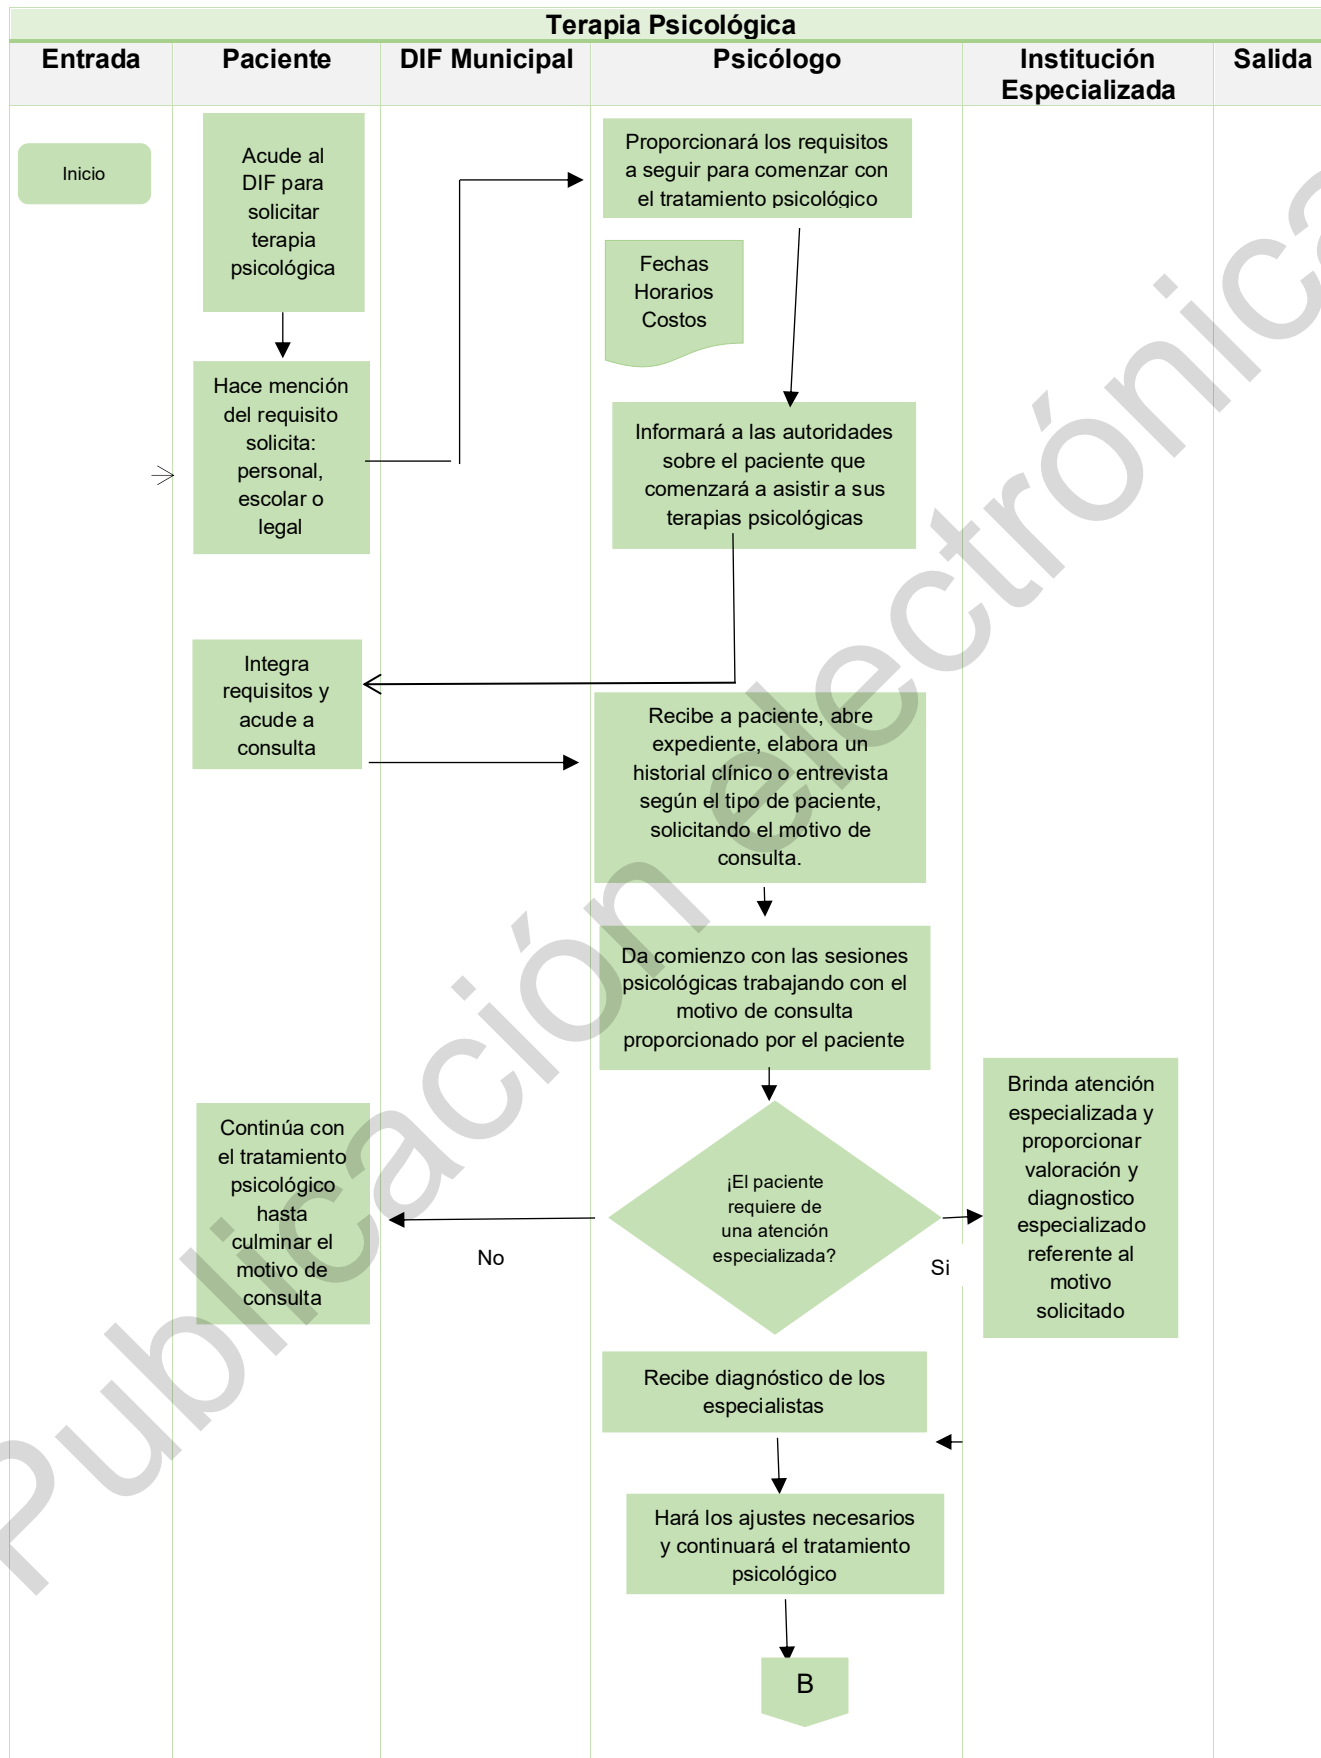 Terapia Psicológica
Entrada
Paciente
DIF Municipal
Psicólogo
Institución
Especializada
Salida
Inicio
Acude al
DIF para
solicitar
terapia
psicológica
Proporcionará los requisitos
a seguir para comenzar con
el tratamiento psicológico
Fechas
Horarios
Costos
Hace mención
del requisito
solicita:
personal,
escolar o
legal
Informará a las autoridades
sobre el paciente que
comenzará a asistir a sus
terapias psicológicas
Integra
requisitos y
acude a
consulta
Recibe a paciente, abre
expediente, elabora un
historial clínico o entrevista
según el tipo de paciente,
solicitando el motivo de
consulta.
Da comienzo con las sesiones
psicológicas trabajando con el
motivo de consulta
proporcionado por el paciente
¡El paciente
requiere de
una atención
especializada?
No
Si
Continúa con
el tratamiento
psicológico
hasta
culminar el
motivo de
consulta
Brinda atención
especializada y
proporcionar
valoración y
diagnostico
especializado
referente al
motivo
solicitado
Recibe diagnóstico de los
especialistas
Hará los ajustes necesarios
y continuará el tratamiento
psicológico
B
Publicación electrónica